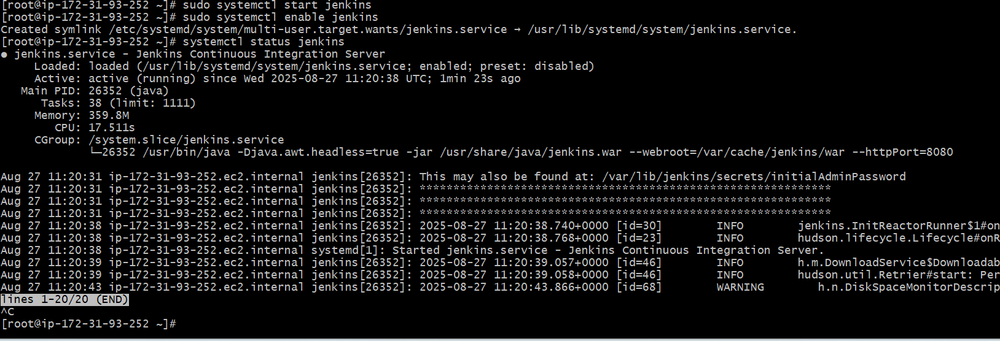 [root@ip-172-31-93-252 ~]# sudo systemctl start jenkins
[root@ip-172-31-93-252 ~]# sudo systemctl enable jenkins
Created symlink /etc/systemd/system/multi-user.target.wants/jenkins.service → /usr/lib/systemd/system/jenkins.service.
[root@ip-172-31-93-252 ~]# systemctl status jenkins
● jenkins.service - Jenkins Continuous Integration Server
     Loaded: loaded (/usr/lib/systemd/system/jenkins.service; enabled; preset: disabled)
     Active: active (running) since Wed 2025-08-27 11:20:38 UTC; 1min 23s ago
   Main PID: 26352 (java)
      Tasks: 38 (limit: 1111)
     Memory: 359.8M
        CPU: 17.511s
     CGroup: /system.slice/jenkins.service
             └─26352 /usr/bin/java -Djava.awt.headless=true -jar /usr/share/java/jenkins.war --webroot=/var/cache/jenkins/war --httpPort=8080
Aug 27 11:20:31 ip-172-31-93-252.ec2.internal jenkins[26352]: This may also be found at: /var/lib/jenkins/secrets/initialAdminPassword
Aug 27 11:20:31 ip-172-31-93-252.ec2.internal jenkins[26352]: *************************************************************
Aug 27 11:20:31 ip-172-31-93-252.ec2.internal jenkins[26352]: *************************************************************
Aug 27 11:20:31 ip-172-31-93-252.ec2.internal jenkins[26352]: *************************************************************
Aug 27 11:20:38 ip-172-31-93-252.ec2.internal jenkins[26352]: 2025-08-27 11:20:38.740+0000 [id=30]        INFO        jenkins.InitReactorRunner$1#on
Aug 27 11:20:38 ip-172-31-93-252.ec2.internal jenkins[26352]: 2025-08-27 11:20:38.768+0000 [id=23]        INFO        hudson.lifecycle.Lifecycle#onR
Aug 27 11:20:38 ip-172-31-93-252.ec2.internal systemd[1]: Started jenkins.service - Jenkins Continuous Integration Server.
Aug 27 11:20:39 ip-172-31-93-252.ec2.internal jenkins[26352]: 2025-08-27 11:20:39.057+0000 [id=46]        INFO        h.m.DownloadService$Downloadab
Aug 27 11:20:39 ip-172-31-93-252.ec2.internal jenkins[26352]: 2025-08-27 11:20:39.058+0000 [id=46]        INFO        hudson.util.Retrier#start: Per
Aug 27 11:20:43 ip-172-31-93-252.ec2.internal jenkins[26352]: 2025-08-27 11:20:43.866+0000 [id=68]        WARNING        h.n.DiskSpaceMonitorDescrip
lines 1-20/20 (END)
^C
[root@ip-172-31-93-252 ~]#